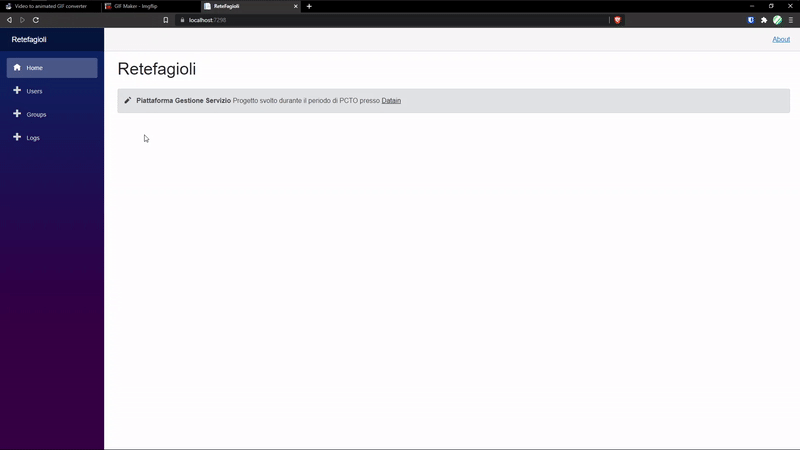 Video to animated GIF converter
GIF Maker - Imgflip
Retefagioli
localhost:7298
Retefagioli
About
Home
Users
Groups
Logs
Retefagioli
Piattaforma Gestione Servizio Progetto svolto durante il periodo di PCTO presso Datain